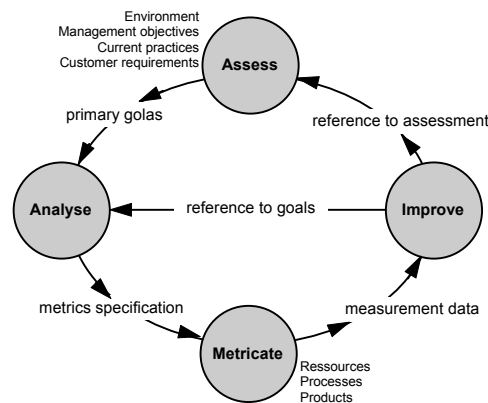 Environment
Management objectives
Current practices
Customer requirements
Assess
primary golas
reference to assessment
Analyse
reference to goals
Improve
metrics specification
measurement data
Metricate
Ressources
Processes
Products